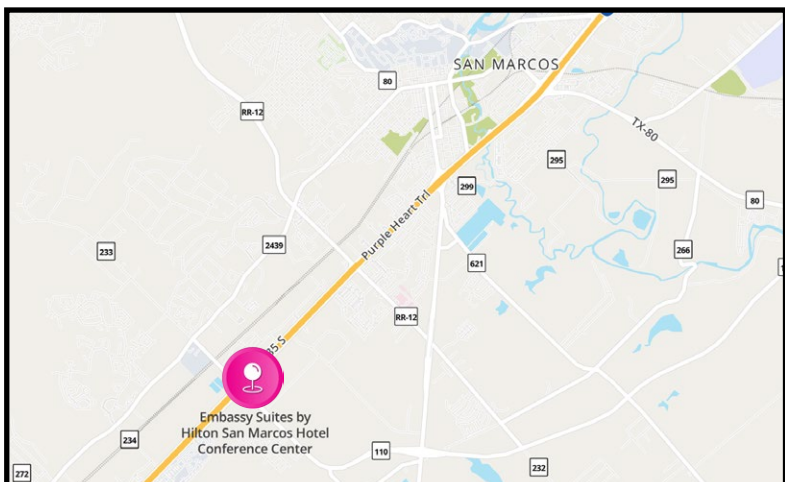 SAN MARCOS
80
RR-12
TX-80
295
299
295
80
Purple Heart Trl
233
2439
266
621
RR-12
35 S
Embassy Suites by
Hilton San Marcos Hotel
Conference Center
234
110
232
272